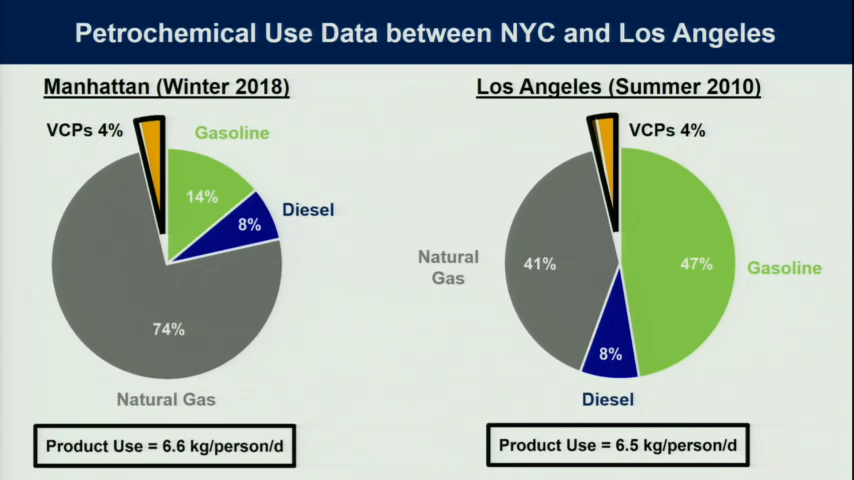 Petrochemical Use Data between NYC and Los Angeles
Manhattan (Winter 2018)
VCPs 4%
Gasoline
14%
Diesel
8%
74%
Natural Gas
Product Use = 6.6 kg/person/d
Los Angeles (Summer 2010)
VCPs 4%
Natural
Gas
41%
47%
Gasoline
8%
Diesel
Product Use = 6.5 kg/person/d